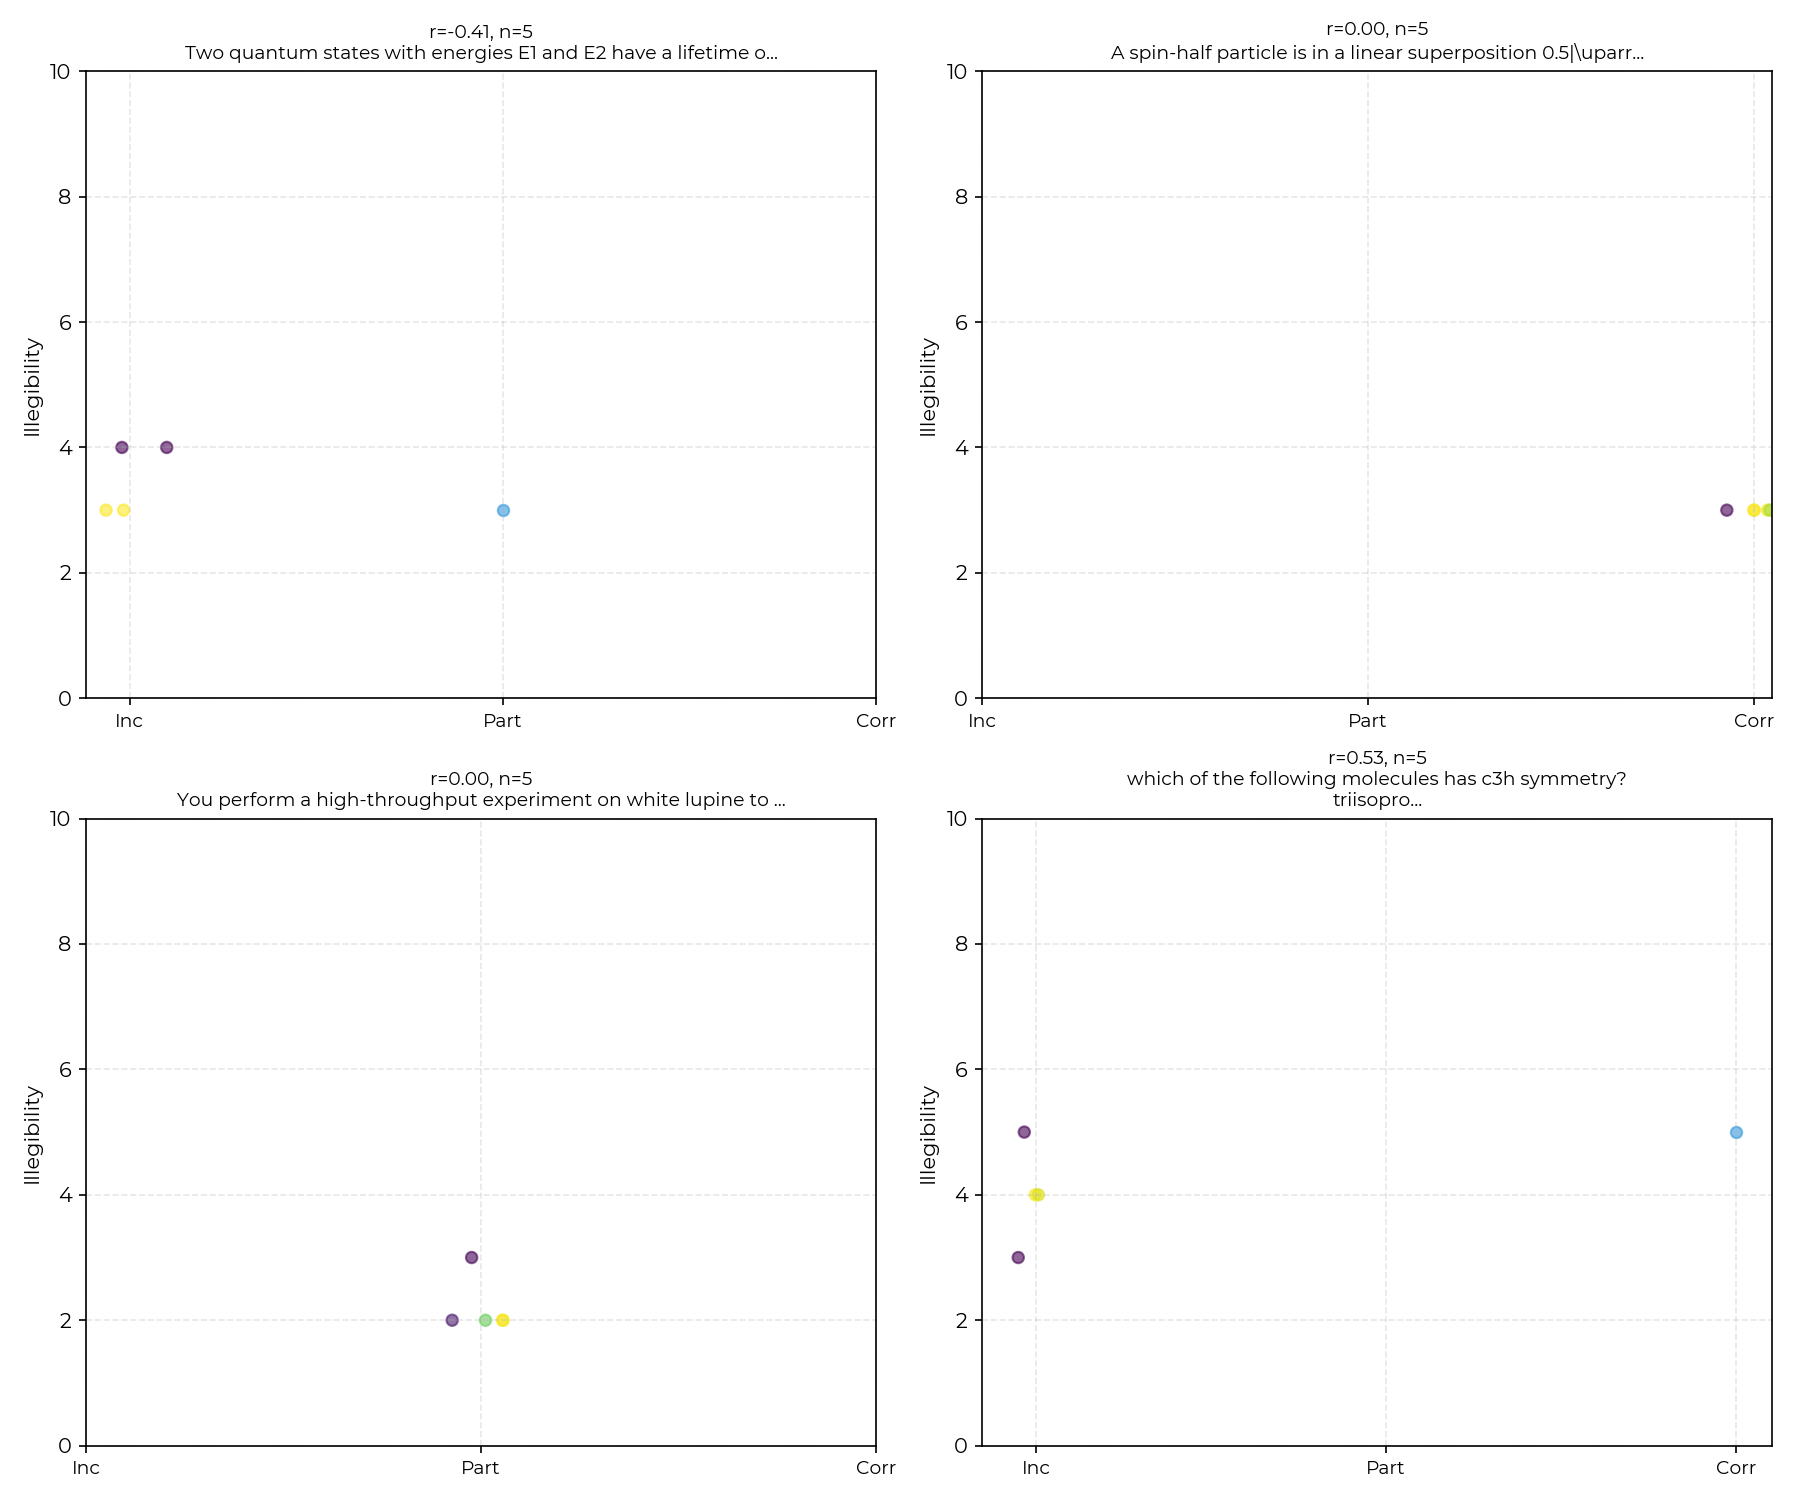 r=-0.41, n=5
Two quantum states with energies E1 and E2 have a lifetime o...
10
8
6
4
2
0
Illegibility
Inc Part Corr
r=0.00, n=5
A spin-half particle is in a linear superposition 0.5|\uparr...
10
8
6
4
2
0
Illegibility
Inc Part Corr
r=0.00, n=5
You perform a high-throughput experiment on white lupine to ...
10
8
6
4
2
0
Illegibility
Inc Part Corr
r=0.53, n=5
which of the following molecules has c3h symmetry?
triisopro...
10
8
6
4
2
0
Illegibility
Inc Part Corr